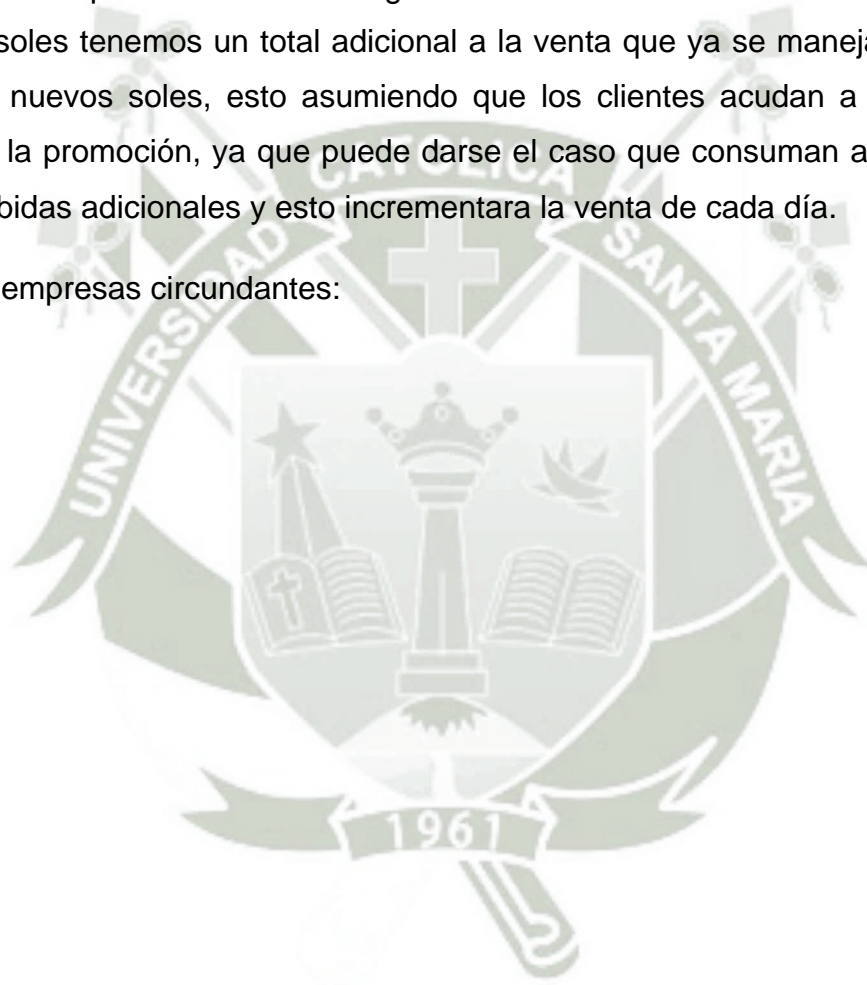 soles tenemos un total adicional a la venta que ya se maneja
nuevos soles, esto asumiendo que los clientes acudan a
la promoción, ya que puede darse el caso que consuman a
bidas adicionales y esto incrementara la venta de cada día.
empresas circundantes:
UNIVERSIDAD CATOLICA SANTA MARIA
1961